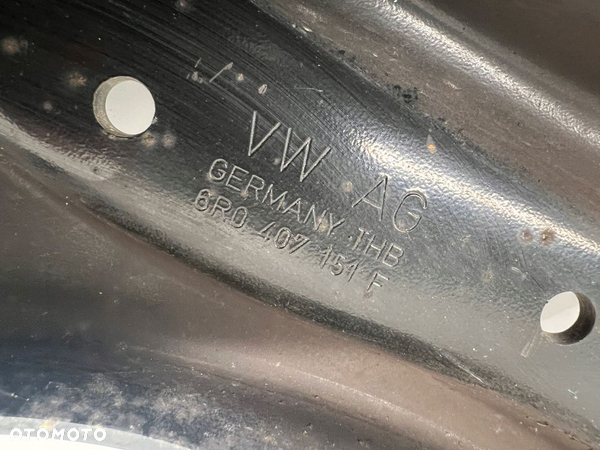 VW AG
GERMANY THB
6R0 407 151 F
OTOMOTO